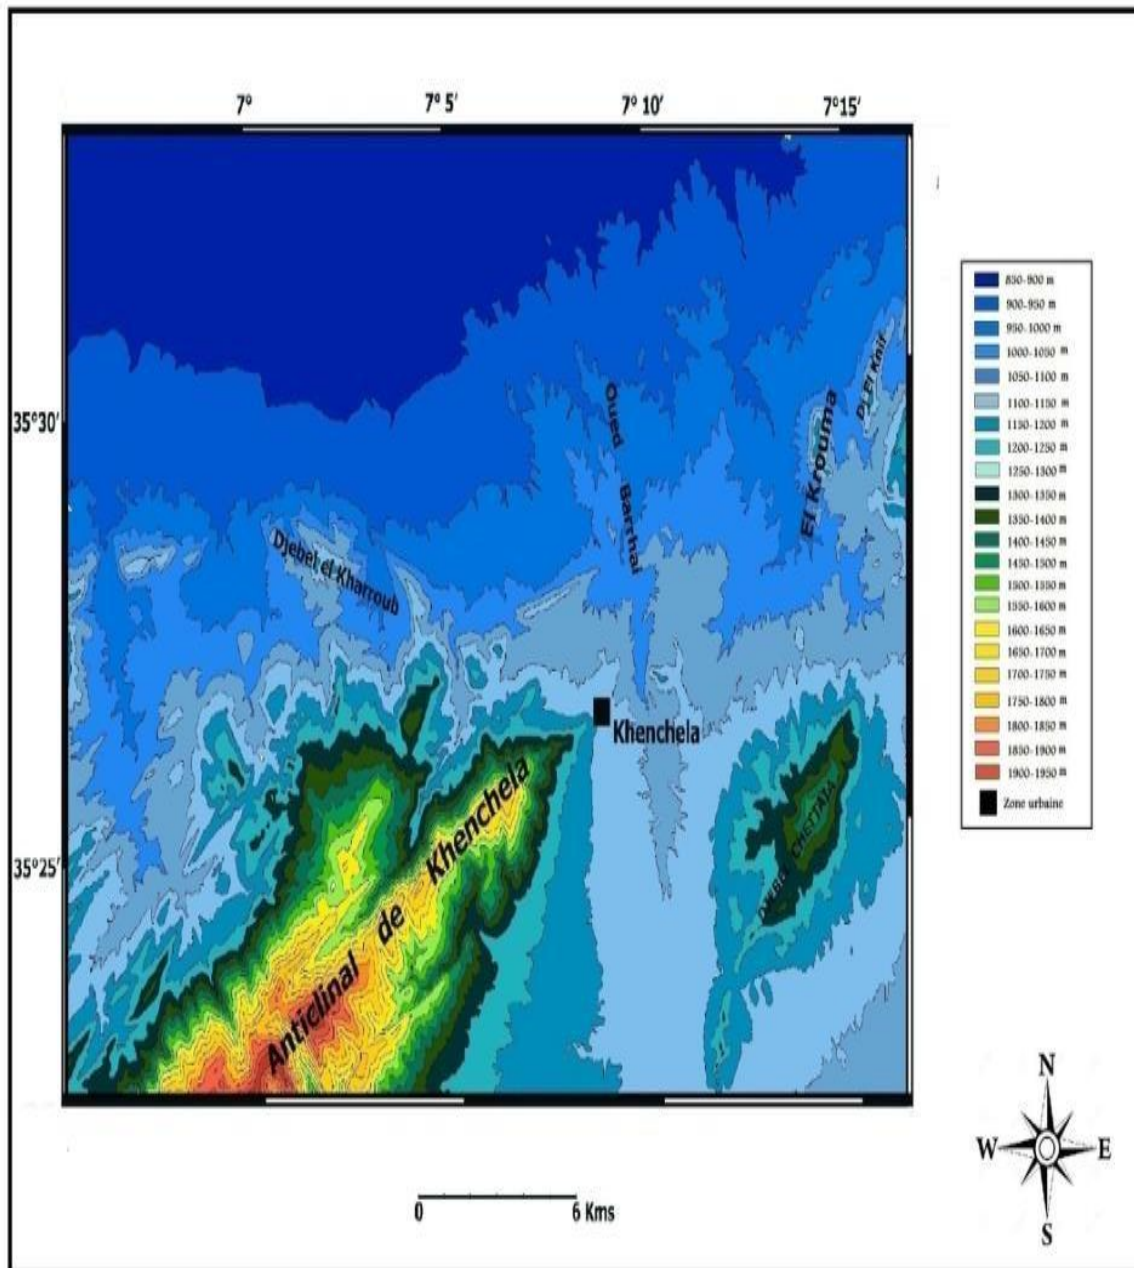 7°
7° 5'
7° 10'
7° 15'
35°30'
35°25'
Oued Barrhai
El Krouma
Dj El Knif
Djebel el Kharroub
Khenchela
Anticlinal de Khenchela
CHETTAIA
850-900 m
900-950 m
950-1000 m
1000-1050 m
1050-1100 m
1100-1150 m
1150-1200 m
1200-1250 m
1250-1300 m
1300-1350 m
1350-1400 m
1400-1450 m
1450-1500 m
1500-1550 m
1550-1600 m
1600-1650 m
1650-1700 m
1700-1750 m
1750-1800 m
1800-1850 m
1850-1900 m
1900-1950 m
Zone urbaine
N
W
E
S
0
6 Kms